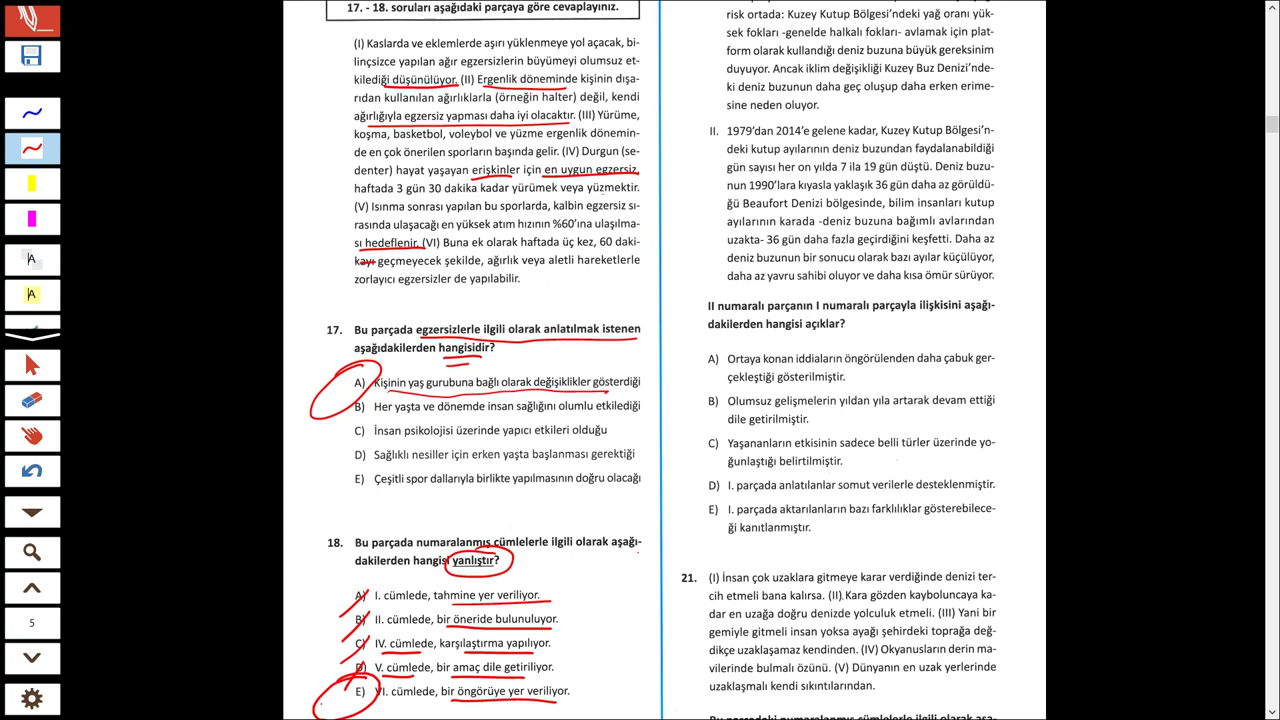 17. - 18. soruları aşağıdaki parçaya göre cevaplayınız.
(I) Kaslarda ve eklemlerde aşırı yüklenmeye yol açacak, bi-
linçsizce yapılan ağır egzersizlerin büyümeyi olumsuz et-
kilediği düşünülüyor. (II) Ergenlik döneminde kişinin dışa-
rıdan kullanılan ağırlıklarla (örneğin halter) değil, kendi
ağırlığıyla egzersiz yapması daha iyi olacaktır. (III) Yürüme,
koşma, basketbol, voleybol ve yüzme ergenlik dönemin-
de en çok önerilen sporların başında gelir. (IV) Durgun (se-
denter) hayat yaşayan erişkinler için en uygun egzersiz,
haftada 3 gün 30 dakika kadar yürümek veya yüzmektir.
(V) Isınma sonrası yapılan bu sporlarda, kalbin egzersiz sı-
rasında ulaşacağı en yüksek atım hızının %60'ına ulaşılma-
sı hedeflenir. (VI) Buna ek olarak haftada üç kez, 60 daki-
kayı geçmeyecek şekilde, ağırlık veya aletli hareketlerle
zorlayıcı egzersizler de yapılabilir.
17. Bu parçada egzersizlerle ilgili olarak anlatılmak istenen
aşağıdakilerden hangisidir?
A) Kişinin yaş gurubuna bağlı olarak değişiklikler gösterdiği
B) Her yaşta ve dönemde insan sağlığını olumlu etkilediği
C) İnsan psikolojisi üzerinde yapıcı etkileri olduğu
D) Sağlıklı nesiller için erken yaşta başlanması gerektiği
E) Çeşitli spor dallarıyla birlikte yapılmasının doğru olacağı
18. Bu parçada numaralanmış cümlelerle ilgili olarak aşağı-
dakilerden hangisi yanlıştır?
A) I. cümlede, tahmine yer veriliyor.
B) II. cümlede, bir öneride bulunuluyor.
C) IV. cümlede, karşılaştırma yapılıyor.
D) V. cümlede, bir amaç dile getiriliyor.
E) VI. cümlede, bir öngörüye yer veriliyor.
risk ortada: Kuzey Kutup Bölgesi'ndeki yağ oranı yük-
sek fokları -genelde halkalı fokları- avlamak için plat-
form olarak kullandığı deniz buzuna büyük gereksinim
duyuyor. Ancak iklim değişikliği Kuzey Buz Denizi'nde-
ki deniz buzunun daha geç oluşup daha erken erime-
sine neden oluyor.
II. 1979'dan 2014'e gelene kadar, Kuzey Kutup Bölgesi'n-
deki kutup ayılarının deniz buzundan faydalanabildiği
gün sayısı her on yılda 7 ila 19 gün düştü. Deniz buzu-
nun 1990'lara kıyasla yaklaşık 36 gün daha az görüldü-
ğü Beaufort Denizi bölgesinde, bilim insanları kutup
ayılarının karada -deniz buzuna bağımlı avlarından
uzakta- 36 gün daha fazla geçirdiğini keşfetti. Daha az
deniz buzunun bir sonucu olarak bazı ayılar küçülüyor,
daha az yavru sahibi oluyor ve daha kısa ömür sürüyor.
II numaralı parçanın I numaralı parçayla ilişkisini aşağı-
dakilerden hangisi açıklar?
A) Ortaya konan iddiaların öngörülenden daha çabuk ger-
çekleştiği gösterilmiştir.
B) Olumsuz gelişmelerin yıldan yıla artarak devam ettiği
dile getirilmiştir.
C) Yaşananların etkisinin sadece belli türler üzerinde yo-
ğunlaştığı belirtilmiştir.
D) I. parçada anlatılanlar somut verilerle desteklenmiştir.
E) I. parçada aktarılanların bazı farklılıklar gösterebilece-
ği kanıtlanmıştır.
21. (I) İnsan çok uzaklara gitmeye karar verdiğinde denizi ter-
cih etmeli bana kalırsa. (II) Kara gözden kayboluncaya ka-
dar en uzağa doğru denizde yolculuk etmeli. (III) Yani bir
gemiyle gitmeli insan yoksa ayağı şehirdeki toprağa değ-
dikçe uzaklaşamaz kendinden. (IV) Okyanusların derin ma-
vilerinde bulmalı özünü. (V) Dünyanın en uzak yerlerinde
uzaklaşmalı kendi sıkıntılarından.
A
A
5